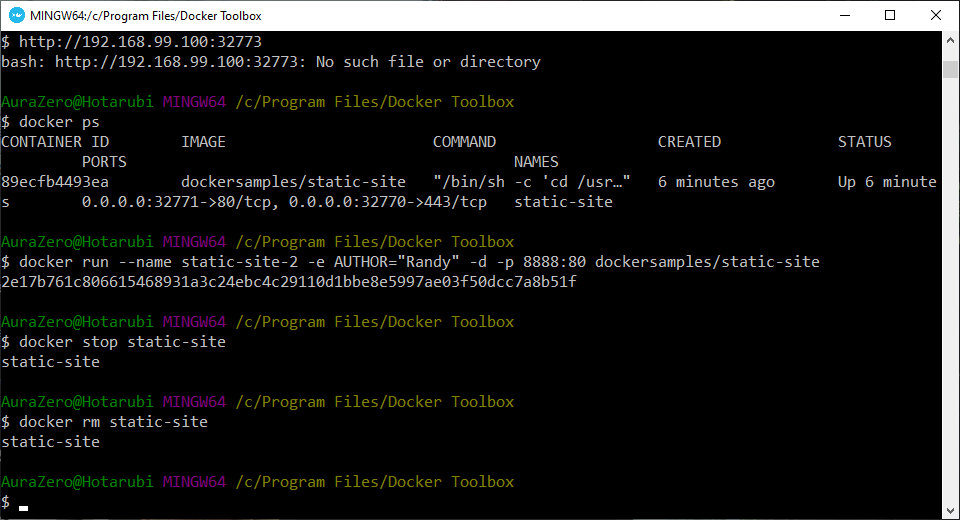 MINGW64:/c/Program Files/Docker Toolbox
$ http://192.168.99.100:32773
bash: http://192.168.99.100:32773: No such file or directory
AuraZero@Hotarubi MINGW64 /c/Program Files/Docker Toolbox
$ docker ps
CONTAINER ID        IMAGE                       COMMAND                  CREATED             STATUS
         PORTS                                           NAMES
89ecfb4493ea        dockersamples/static-site   "/bin/sh -c 'cd /usr…"   6 minutes ago       Up 6 minute
s        0.0.0.0:32771->80/tcp, 0.0.0.0:32770->443/tcp   static-site
AuraZero@Hotarubi MINGW64 /c/Program Files/Docker Toolbox
$ docker run --name static-site-2 -e AUTHOR="Randy" -d -p 8888:80 dockersamples/static-site
2e17b761c806615468931a3c24ebc4c29110d1bbe8e5997ae03f50dcc7a8b51f
AuraZero@Hotarubi MINGW64 /c/Program Files/Docker Toolbox
$ docker stop static-site
static-site
AuraZero@Hotarubi MINGW64 /c/Program Files/Docker Toolbox
$ docker rm static-site
static-site
AuraZero@Hotarubi MINGW64 /c/Program Files/Docker Toolbox
$